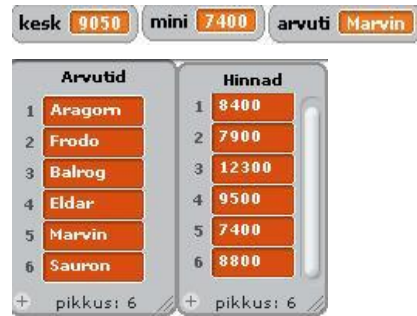 kesk 9050 mini 7400 arvuti Marvin
Arvutid
1 Aragorn
2 Frodo
3 Balrog
4 Eldar
5 Marvin
6 Sauron
+ pikkus: 6
Hinnad
1 8400
2 7900
3 12300
4 9500
5 7400
6 8800
+ pikkus: 6